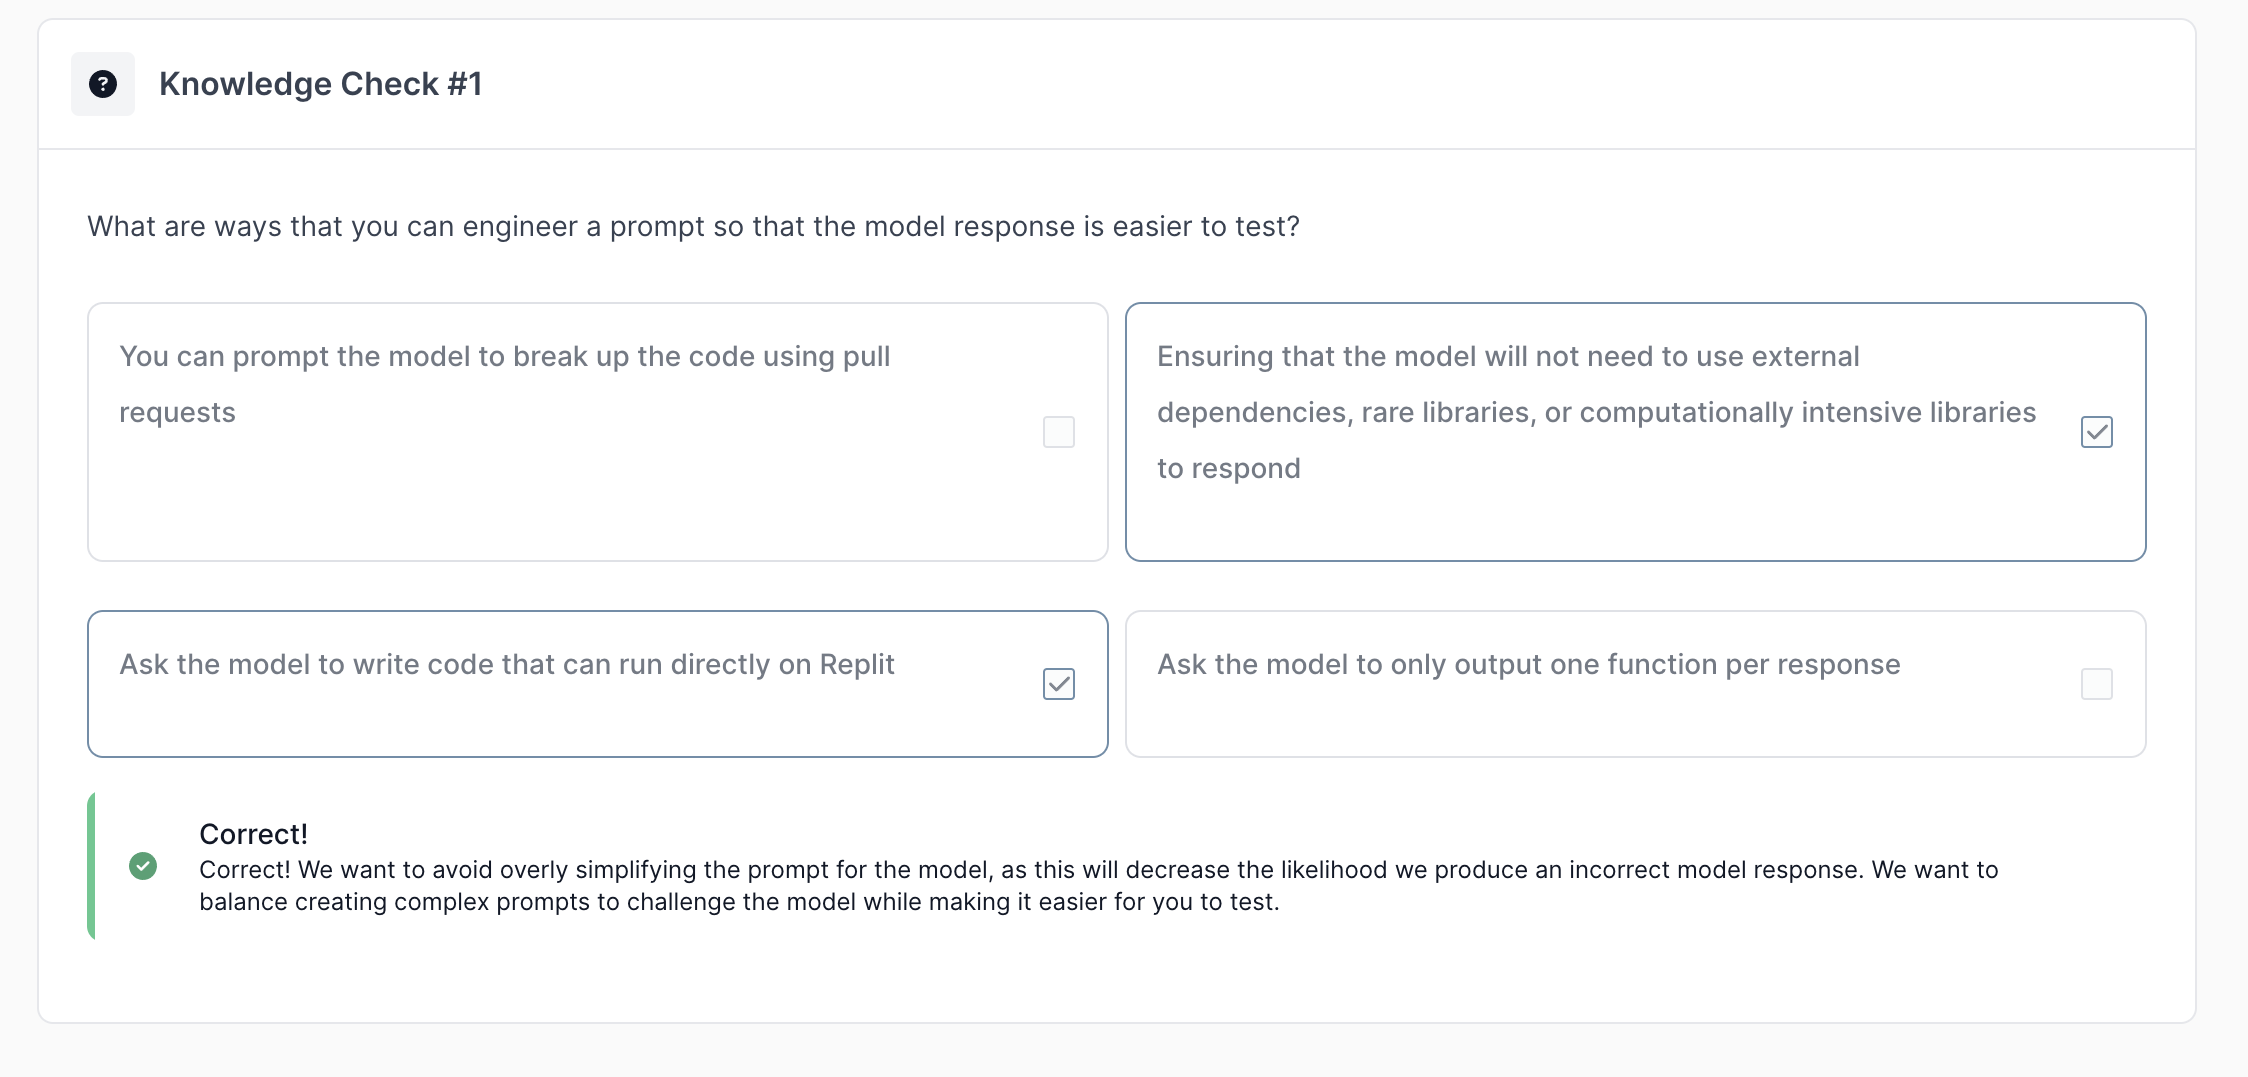 Knowledge Check #1
What are ways that you can engineer a prompt so that the model response is easier to test?
You can prompt the model to break up the code using pull
requests
Ensuring that the model will not need to use external
dependencies, rare libraries, or computationally intensive libraries
to respond
Ask the model to write code that can run directly on Replit
Ask the model to only output one function per response
Correct!
Correct! We want to avoid overly simplifying the prompt for the model, as this will decrease the likelihood we produce an incorrect model response. We want to
balance creating complex prompts to challenge the model while making it easier for you to test.